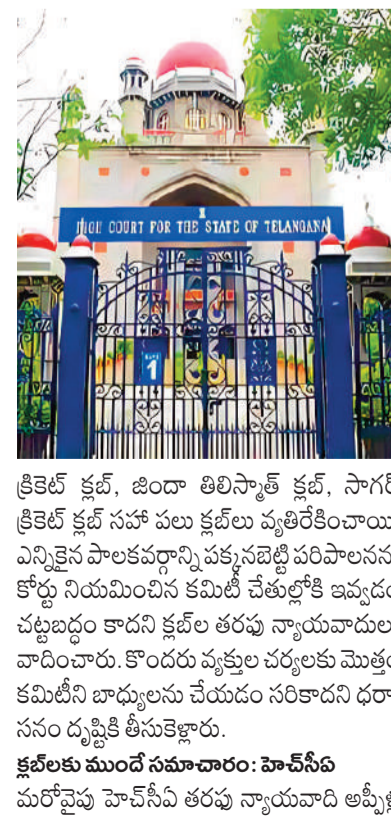 HIGH COURT FOR THE STATE OF TELANGANA
1
క్రికెట్ క్లబ్, జిందా తిలిస్మాత్ క్లబ్, సాగర్
క్రికెట్ క్లబ్ సహా పలు క్లబ్‌లు వ్యతిరేకించాయి
ఎన్నికైన పాలకవర్గాన్ని పక్కనబెట్టి పరిపాలనన
కోర్టు నియమించిన కమిటీ చేతుల్లోకి ఇవ్వడం
చట్టబద్ధం కాదని క్లబ్‌ల తరఫు న్యాయవాదుల
వాదించారు. కొందరు వ్యక్తుల చర్యలకు మొత్తం
కమిటీని బాధ్యులను చేయడం సరికాదని ధర్మా
సనం దృష్టికి తీసుకెళ్లారు.
క్లబ్‌లకు ముందే సమాచారం: హెచ్‌సీఏ
మరోవైపు హెచ్‌సీఏ తరఫు న్యాయవాది అప్పీళ్ల